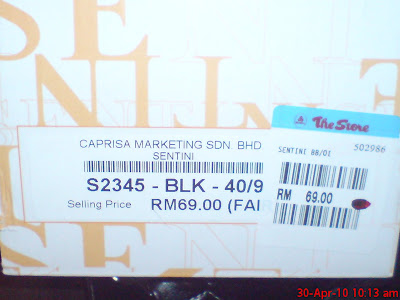 CAPRISA MARKETING SDN. BHD
SENTINI
S2345 - BLK - 40/9
Selling Price RM69.00 (FAI
The Store
SENTINI BB/01 502986
RM 69.00
30-Apr-10 10:13 am